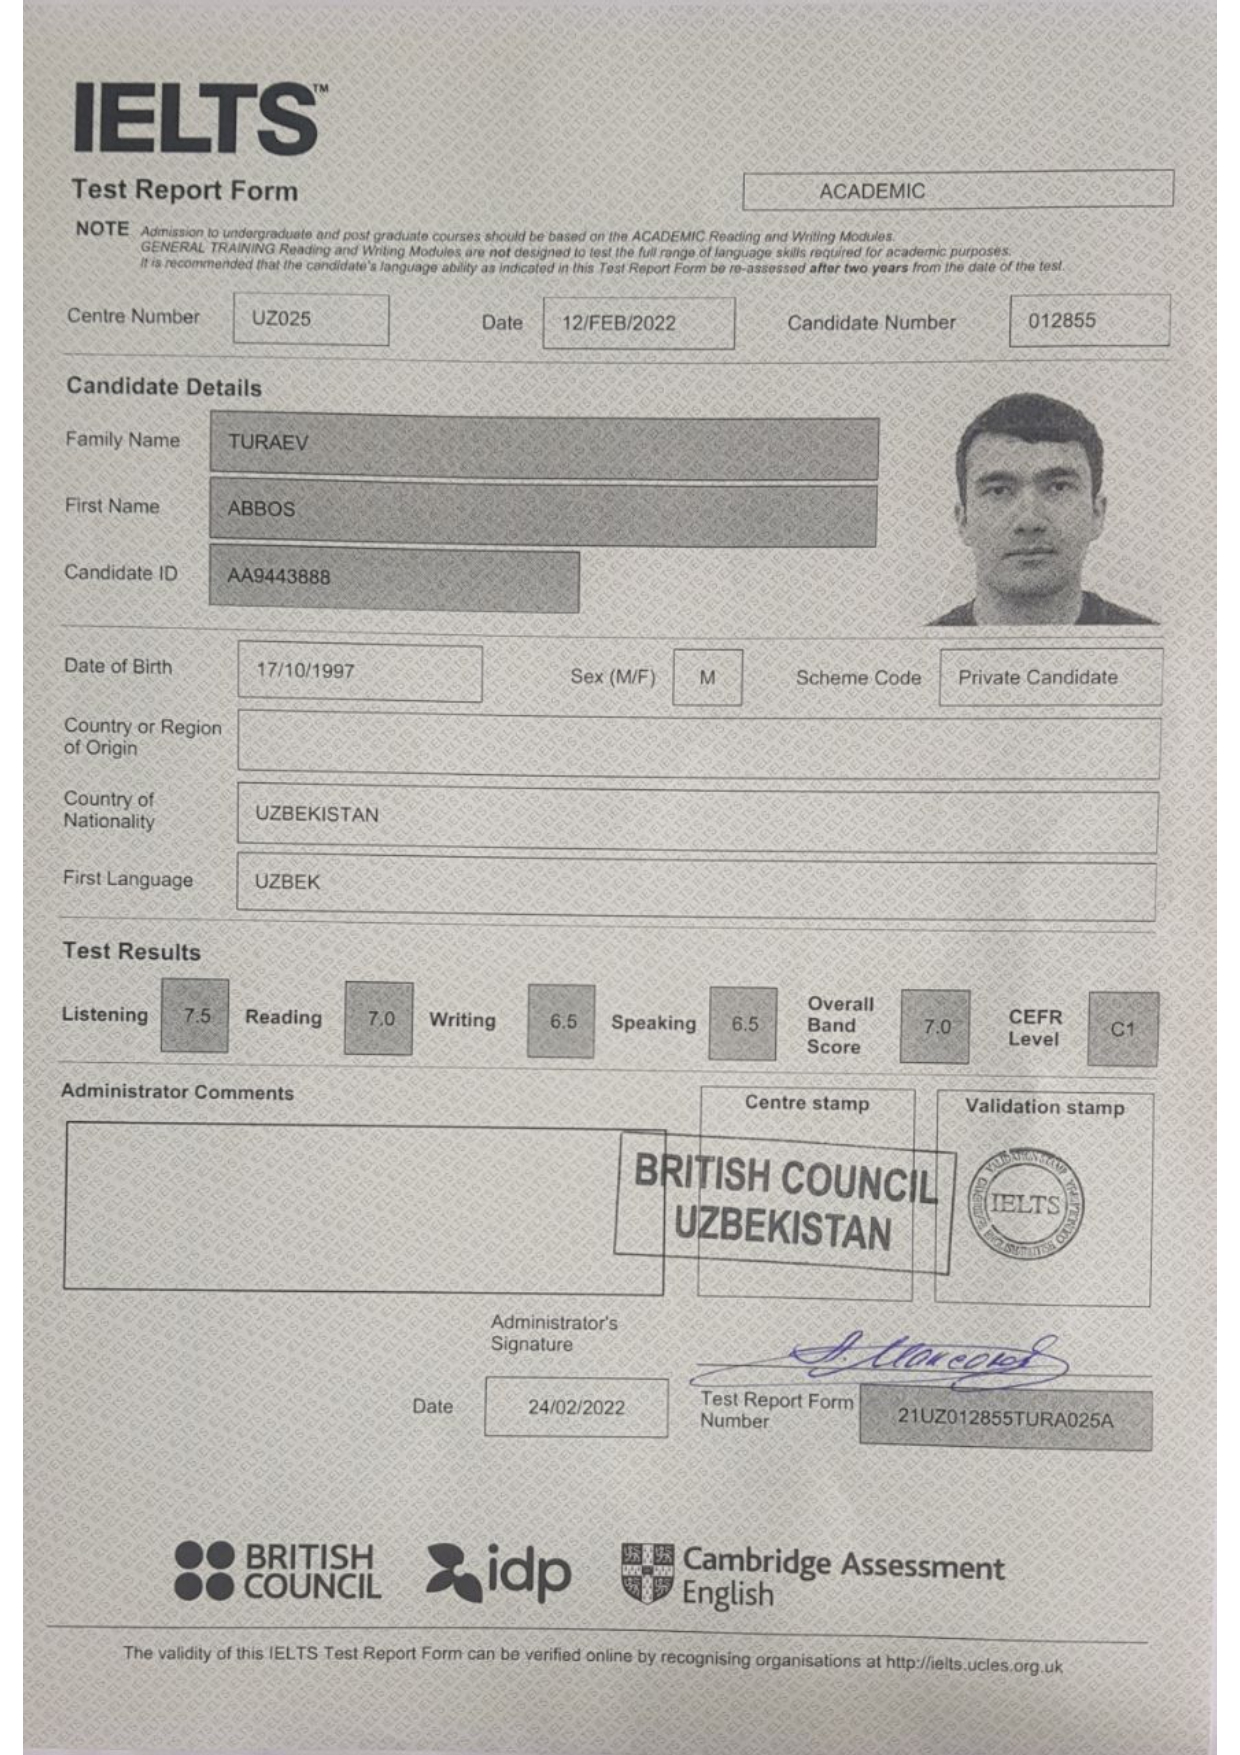 IELTS™
Test Report Form
ACADEMIC
NOTE Admission to undergraduate and post graduate courses should be based on the ACADEMIC Reading and Writing Modules.
GENERAL TRAINING Reading and Writing Modules are not designed to test the full range of language skills required for academic purposes.
It is recommended that the candidate's language ability as indicated in this Test Report Form be re-assessed after two years from the date of the test.
Centre Number UZ025 Date 12/FEB/2022 Candidate Number 012855
Candidate Details
Family Name TURAEV
First Name ABBOS
Candidate ID AA9443888
Date of Birth 17/10/1997 Sex (M/F) M Scheme Code Private Candidate
Country or Region
of Origin
Country of
Nationality
UZBEKISTAN
First Language UZBEK
Test Results
Listening 7.5 Reading 7.0 Writing 6.5 Speaking 6.5 Overall Band Score 7.0 CEFR Level C1
Administrator Comments
Centre stamp
Validation stamp
BRITISH COUNCIL
UZBEKISTAN
VALIDATION STAMP
IELTS
Administrator's
Signature
Date 24/02/2022
Test Report Form
Number
21UZ012855TURA025A
BRITISH
COUNCIL
idp
Cambridge Assessment
English
The validity of this IELTS Test Report Form can be verified online by recognising organisations at http://ielts.ucles.org.uk